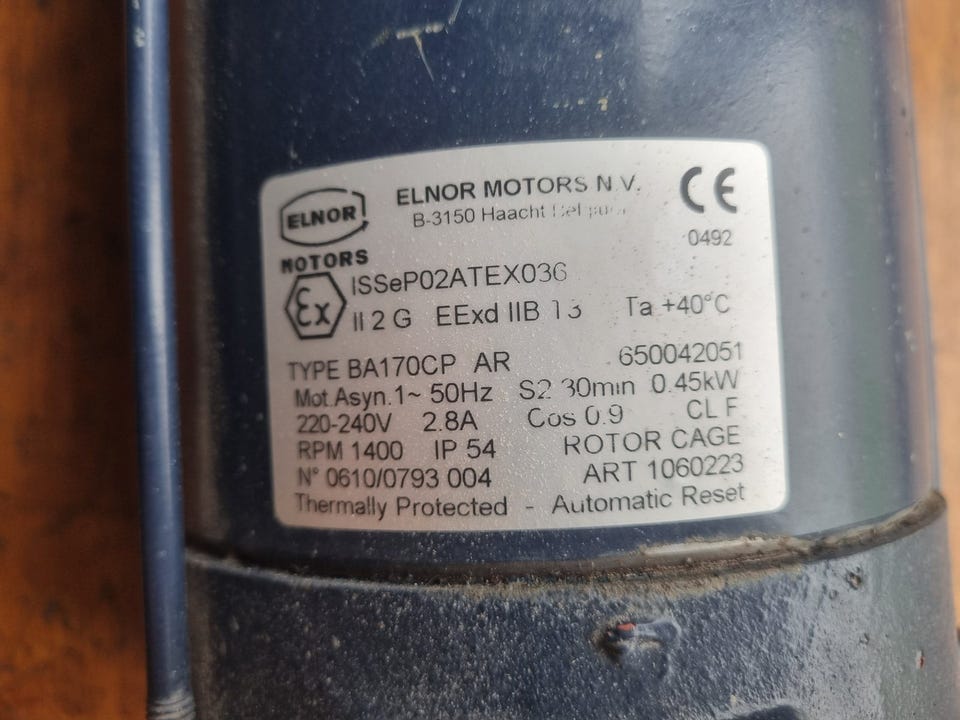 ELNOR
MOTORS
ELNOR MOTORS N.V.
B-3150 Haacht
CE
0492
Ex
ISSeP02ATEX036
II 2 G EExd IIB Ta +40°C
TYPE BA170CP AR 650042051
Mot.Asyn.1~ 50Hz S2 30min 0.45kW
220-240V 2.8A Cos 0.9 CL F
RPM 1400 IP 54 ROTOR CAGE
N° 0610/0793 004 ART 1060223
Thermally Protected - Automatic Reset